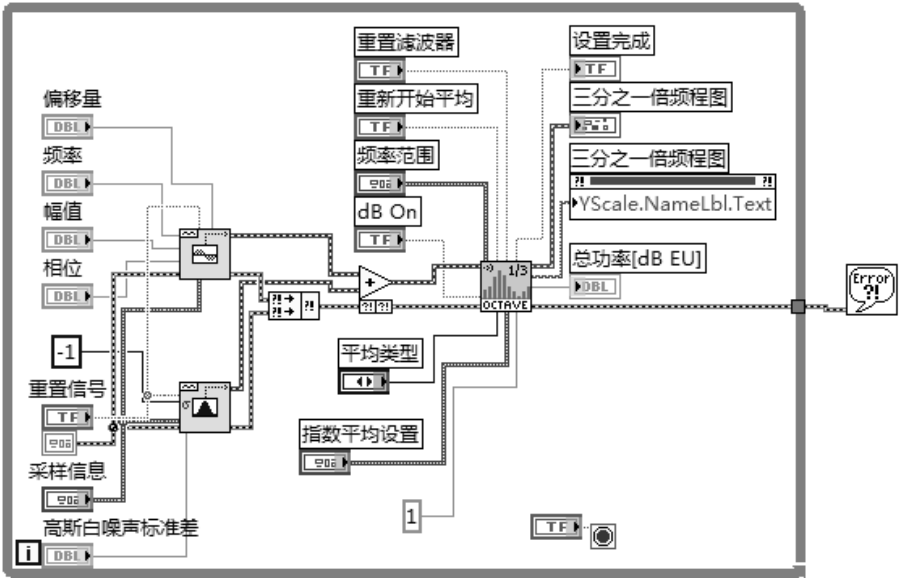 重置滤波器
TF
重新开始平均
TF
频率范围
dB On
TF
设置完成
TF
三分之一倍频程图
三分之一倍频程图
?! ?!
YScale.NameLbl.Text
总功率[dB EU]
DBL
偏移量
DBL
频率
DBL
幅值
DBL
相位
DBL
-1
重置信号
TF
采样信息
高斯白噪声标准差
i
DBL
σ
+
?! ?!
?!
?!
?!
1/3
OCTAVE
平均类型
指数平均设置
1
TF
Error
?!